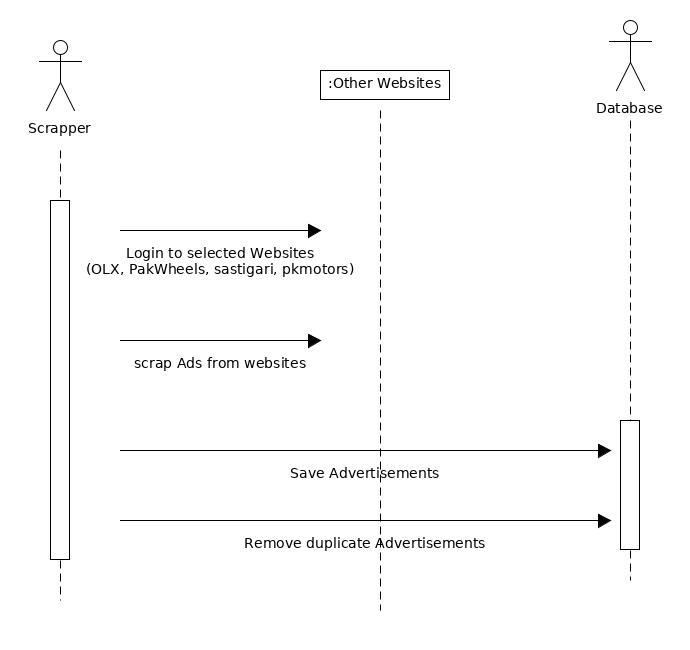 :Other Websites
Database
Scrapper
Login to selected Websites
(OLX, PakWheels, sastigari, pkmotors)
scrap Ads from websites
Save Advertisements
Remove duplicate Advertisements